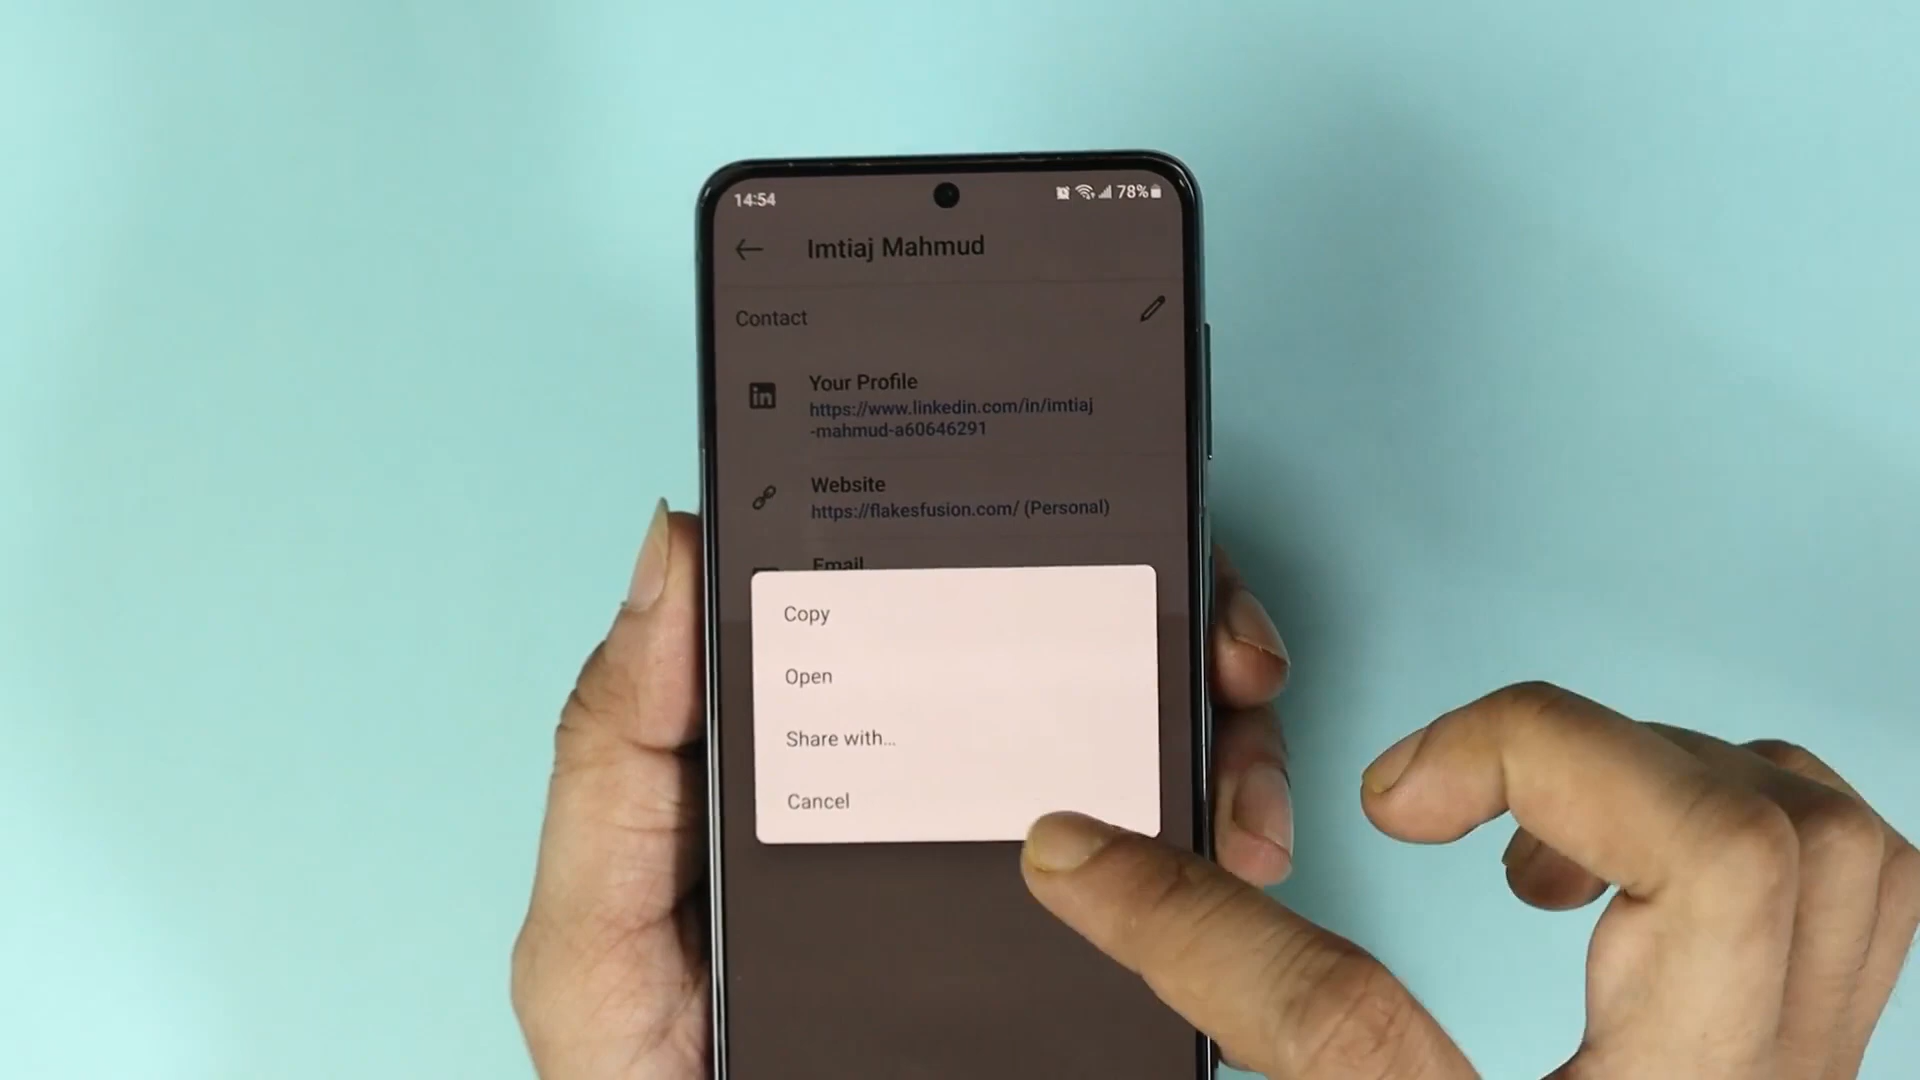 14:54
78%
Imtiaj Mahmud
Contact
in
Your Profile
https://www.linkedin.com/in/imtiaj
-mahmud-a60646291
Website
https://flakesfusion.com/ (Personal)
Email
Copy
Open
Share with...
Cancel